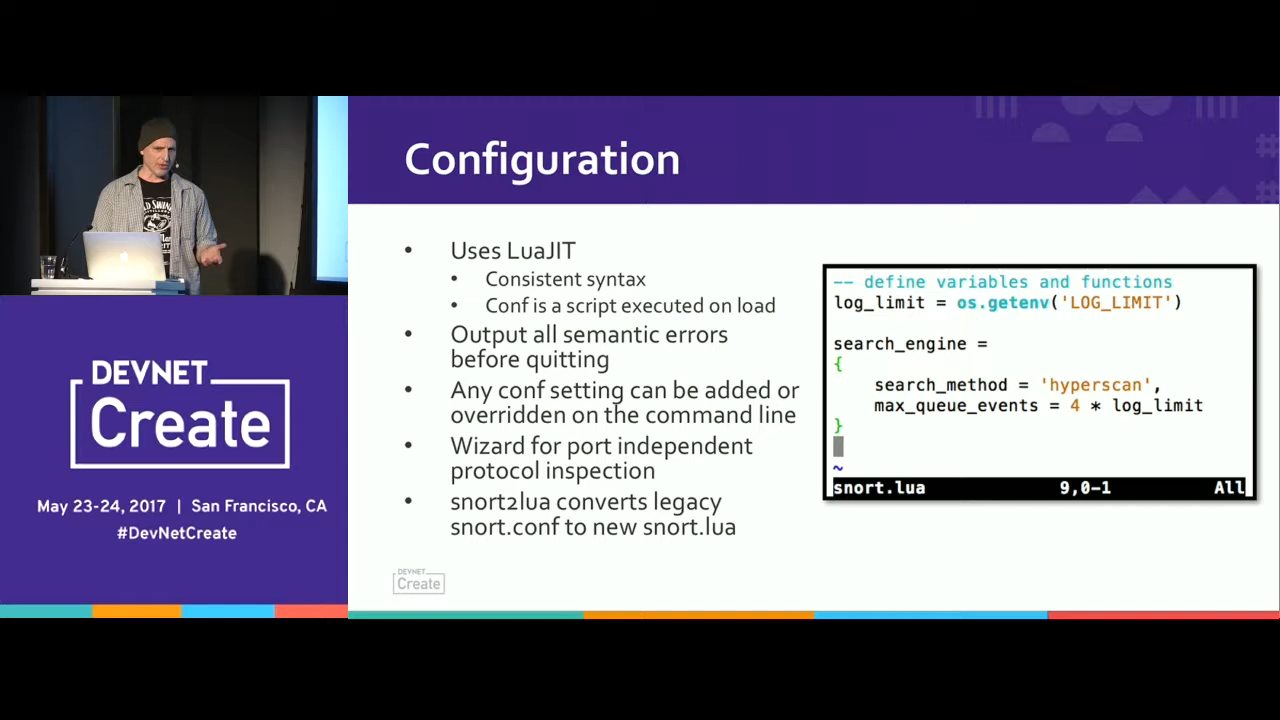 Configuration
• Uses LuaJIT
• Consistent syntax
• Conf is a script executed on load
• Output all semantic errors
before quitting
• Any conf setting can be added or
overridden on the command line
• Wizard for port independent
protocol inspection
• snort2lua converts legacy
snort.conf to new snort.lua
-- define variables and functions
log_limit = os.getenv('LOG_LIMIT')
search_engine =
{
search_method = 'hyperscan',
max_queue_events = 4 * log_limit
}
~
snort.lua 9,0-1 All
DEVNET
Create
DEVNET
Create
May 23-24, 2017 | San Francisco, CA
#DevNetCreate